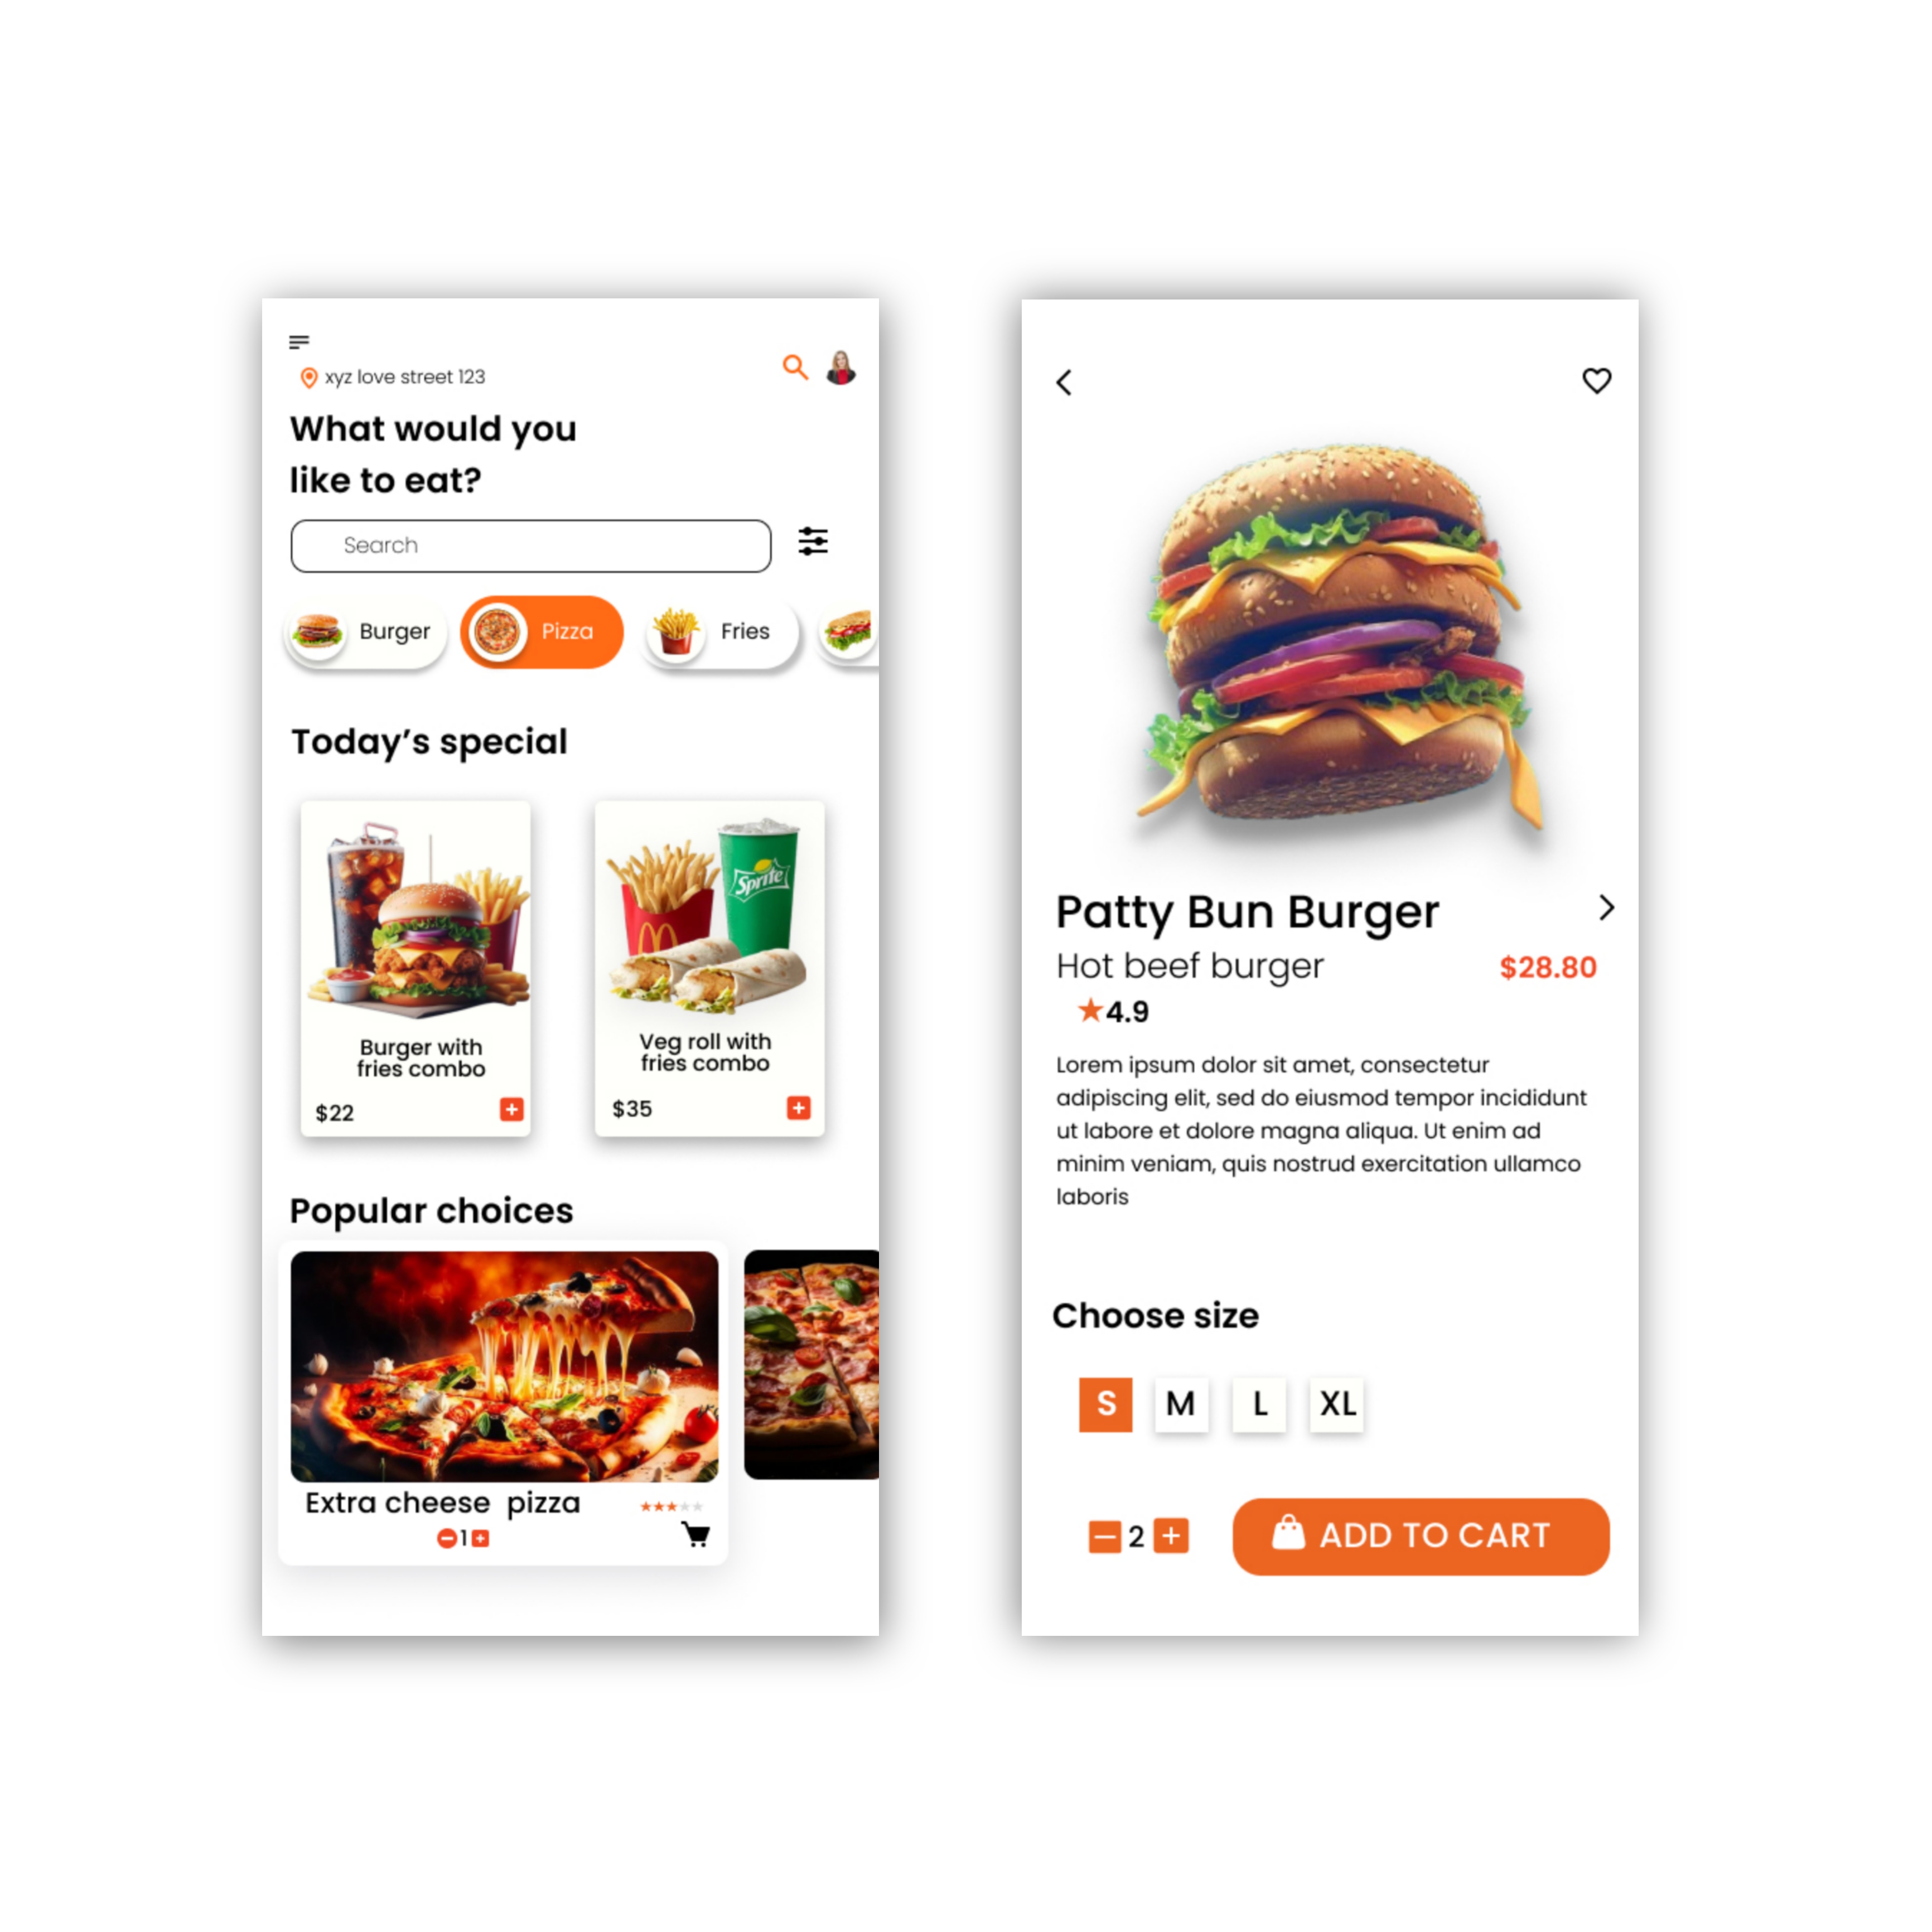 xyz love street 123
What would you
like to eat?
Search
Burger
Pizza
Fries
Today’s special
Sprite
Burger with
fries combo
$22
Veg roll with
fries combo
$35
Popular choices
Extra cheese  pizza
1
Patty Bun Burger
Hot beef burger
$28.80
4.9
Lorem ipsum dolor sit amet, consectetur
adipiscing elit, sed do eiusmod tempor incididunt
ut labore et dolore magna aliqua. Ut enim ad
minim veniam, quis nostrud exercitation ullamco
laboris
Choose size
S M L XL
2
ADD TO CART